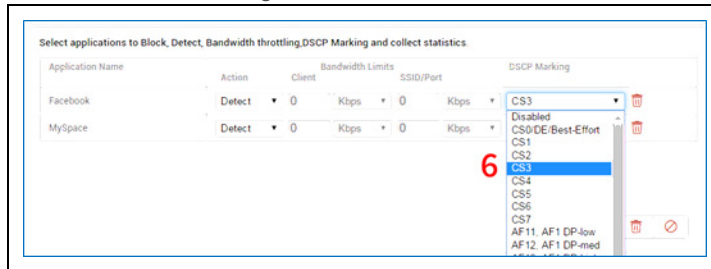 Select applications to Block, Detect, Bandwidth throttling,DSCP Marking and collect statistics.
Application Name Bandwidth Limits DSCP Marking
Action Client SSID/Port
Facebook Detect 0 Kbps 0 Kbps CS3
MySpace Detect 0 Kbps 0 Kbps
Disabled
CS0/DE/Best-Effort
CS1
CS2
6 CS3
CS4
CS5
CS6
CS7
AF11, AF1 DP-low
AF12, AF1 DP-med